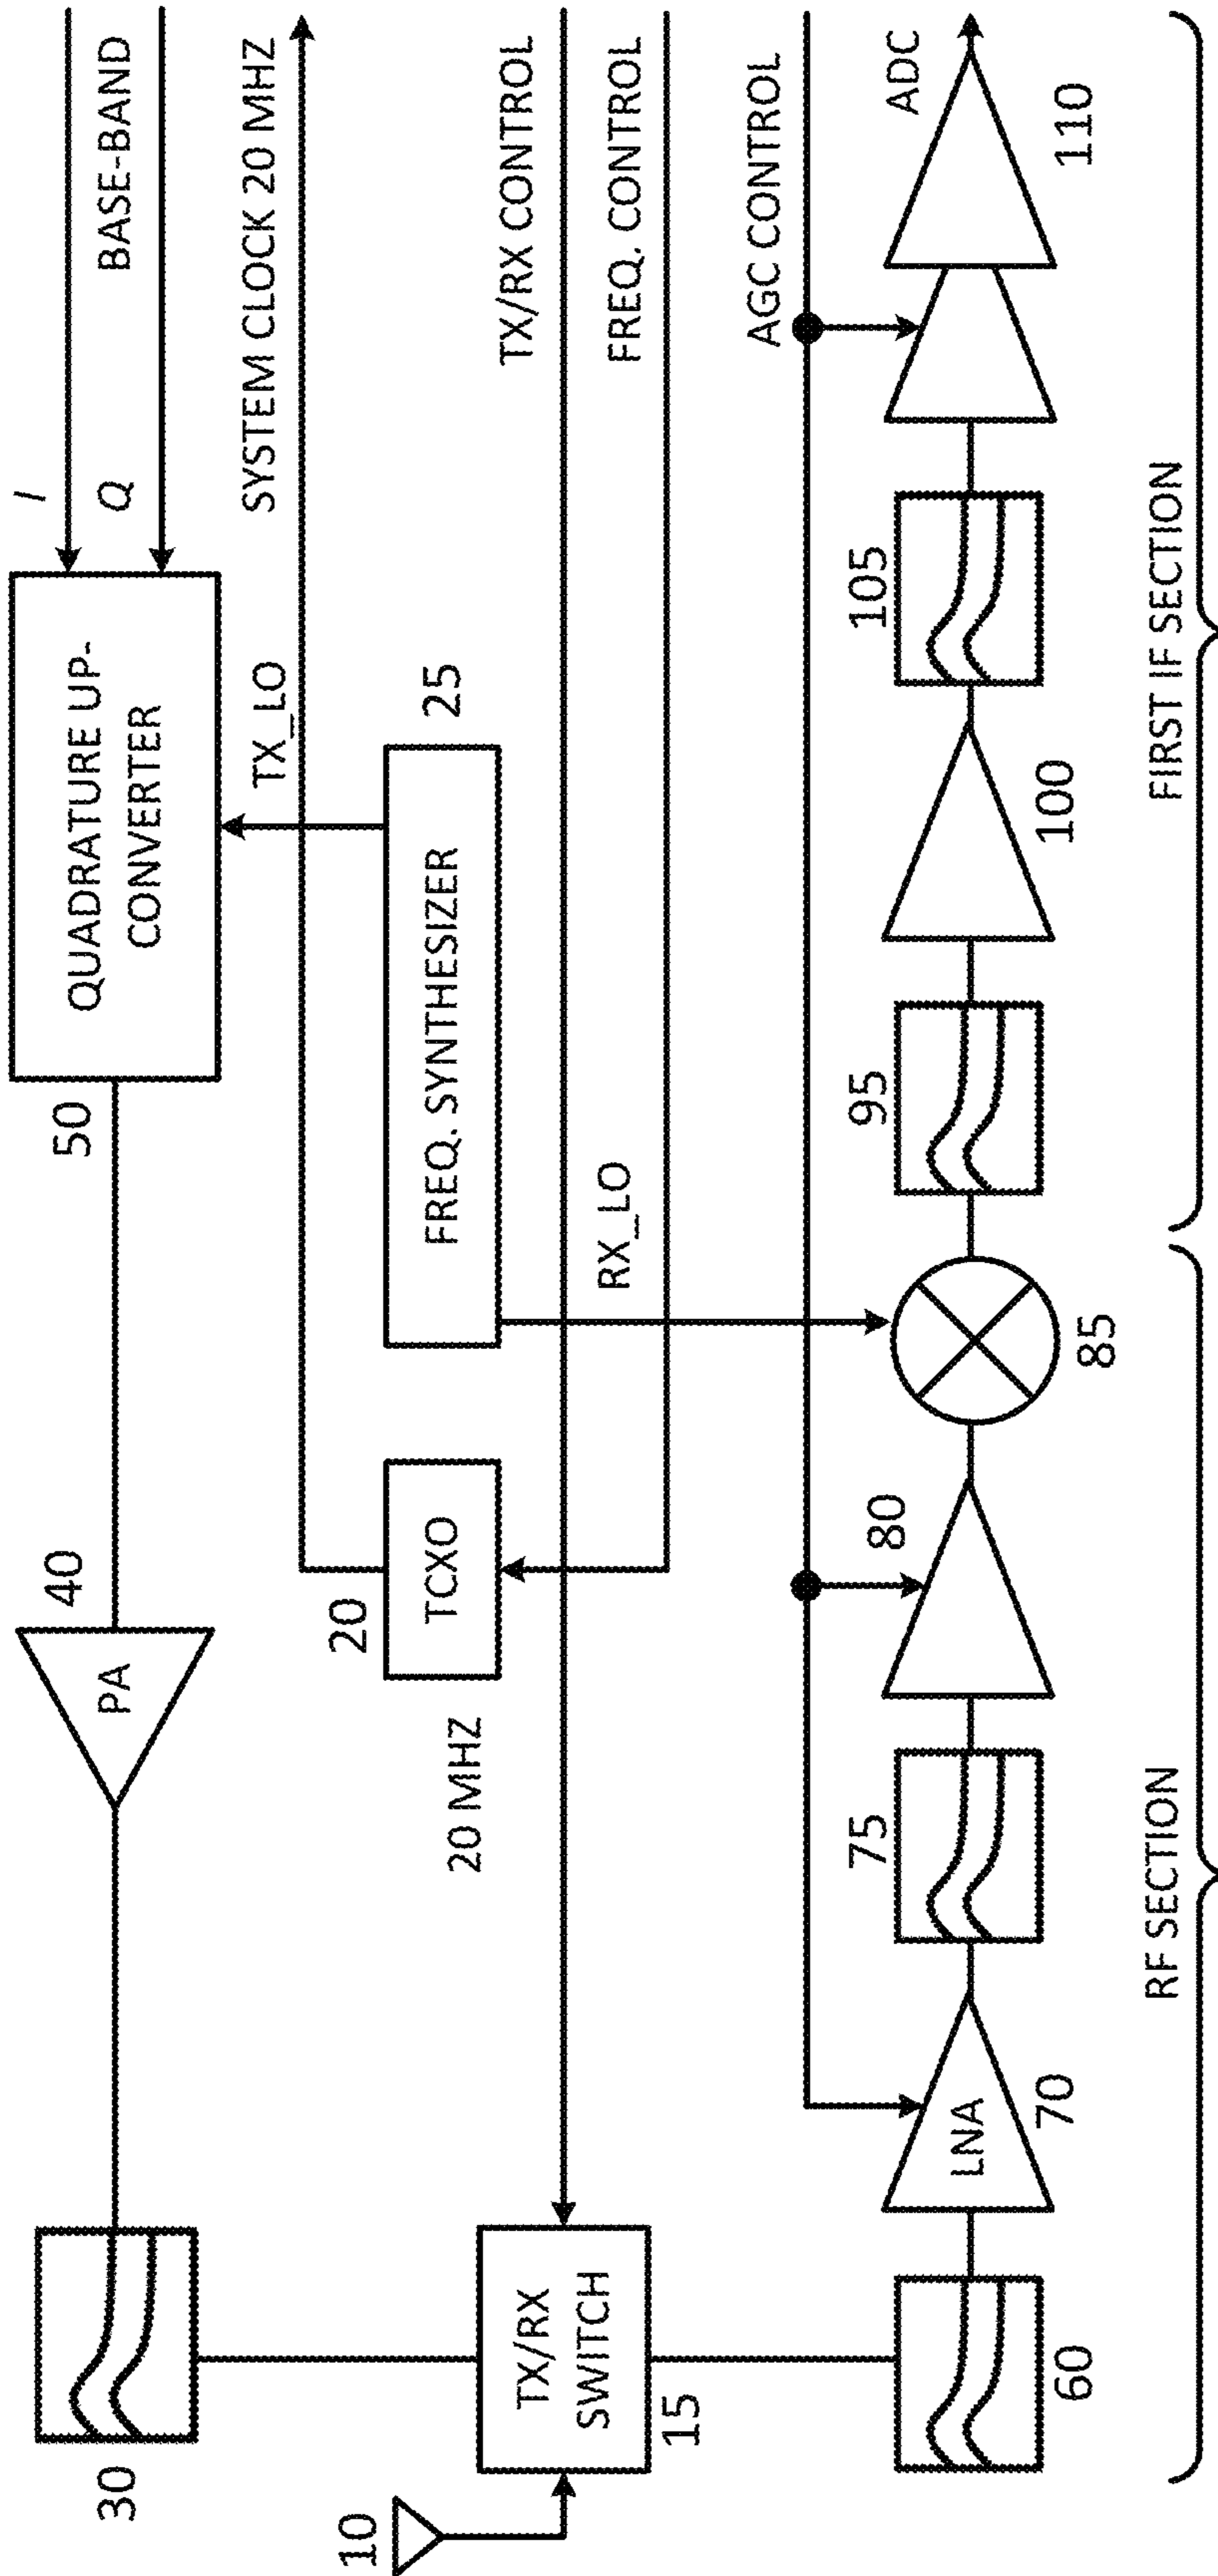 I
Q
BASE-BAND
QUADRATURE UP-
CONVERTER
50
PA
40
30
SYSTEM CLOCK 20 MHZ
TX_LO
25
FREQ. SYNTHESIZER
TCXO
20
20 MHZ
TX/RX CONTROL
FREQ. CONTROL
RX_LO
TX/RX
SWITCH
15
10
AGC CONTROL
60
LNA
70
75
80
85
95
100
105
110
ADC
RF SECTION
FIRST IF SECTION